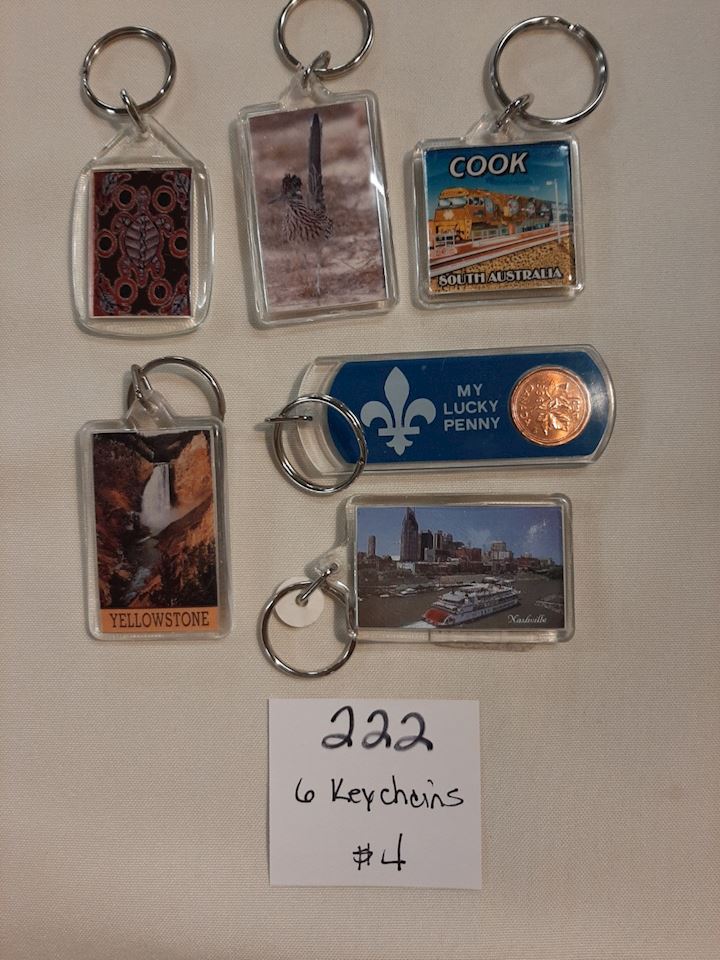 COOK
SOUTH AUSTRALIA
MY
LUCKY
PENNY
YELLOWSTONE
Nashville
222
6 Keychains
$4